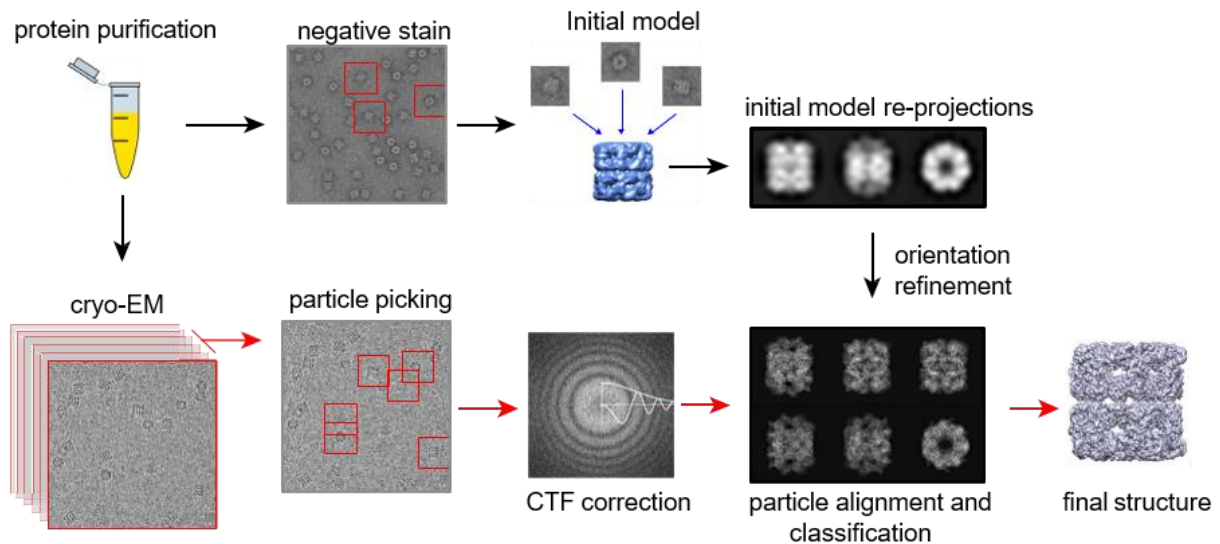 protein purification
negative stain
Initial model
initial model re-projections
orientation
refinement
cryo-EM
particle picking
CTF correction
particle alignment and
classification
final structure